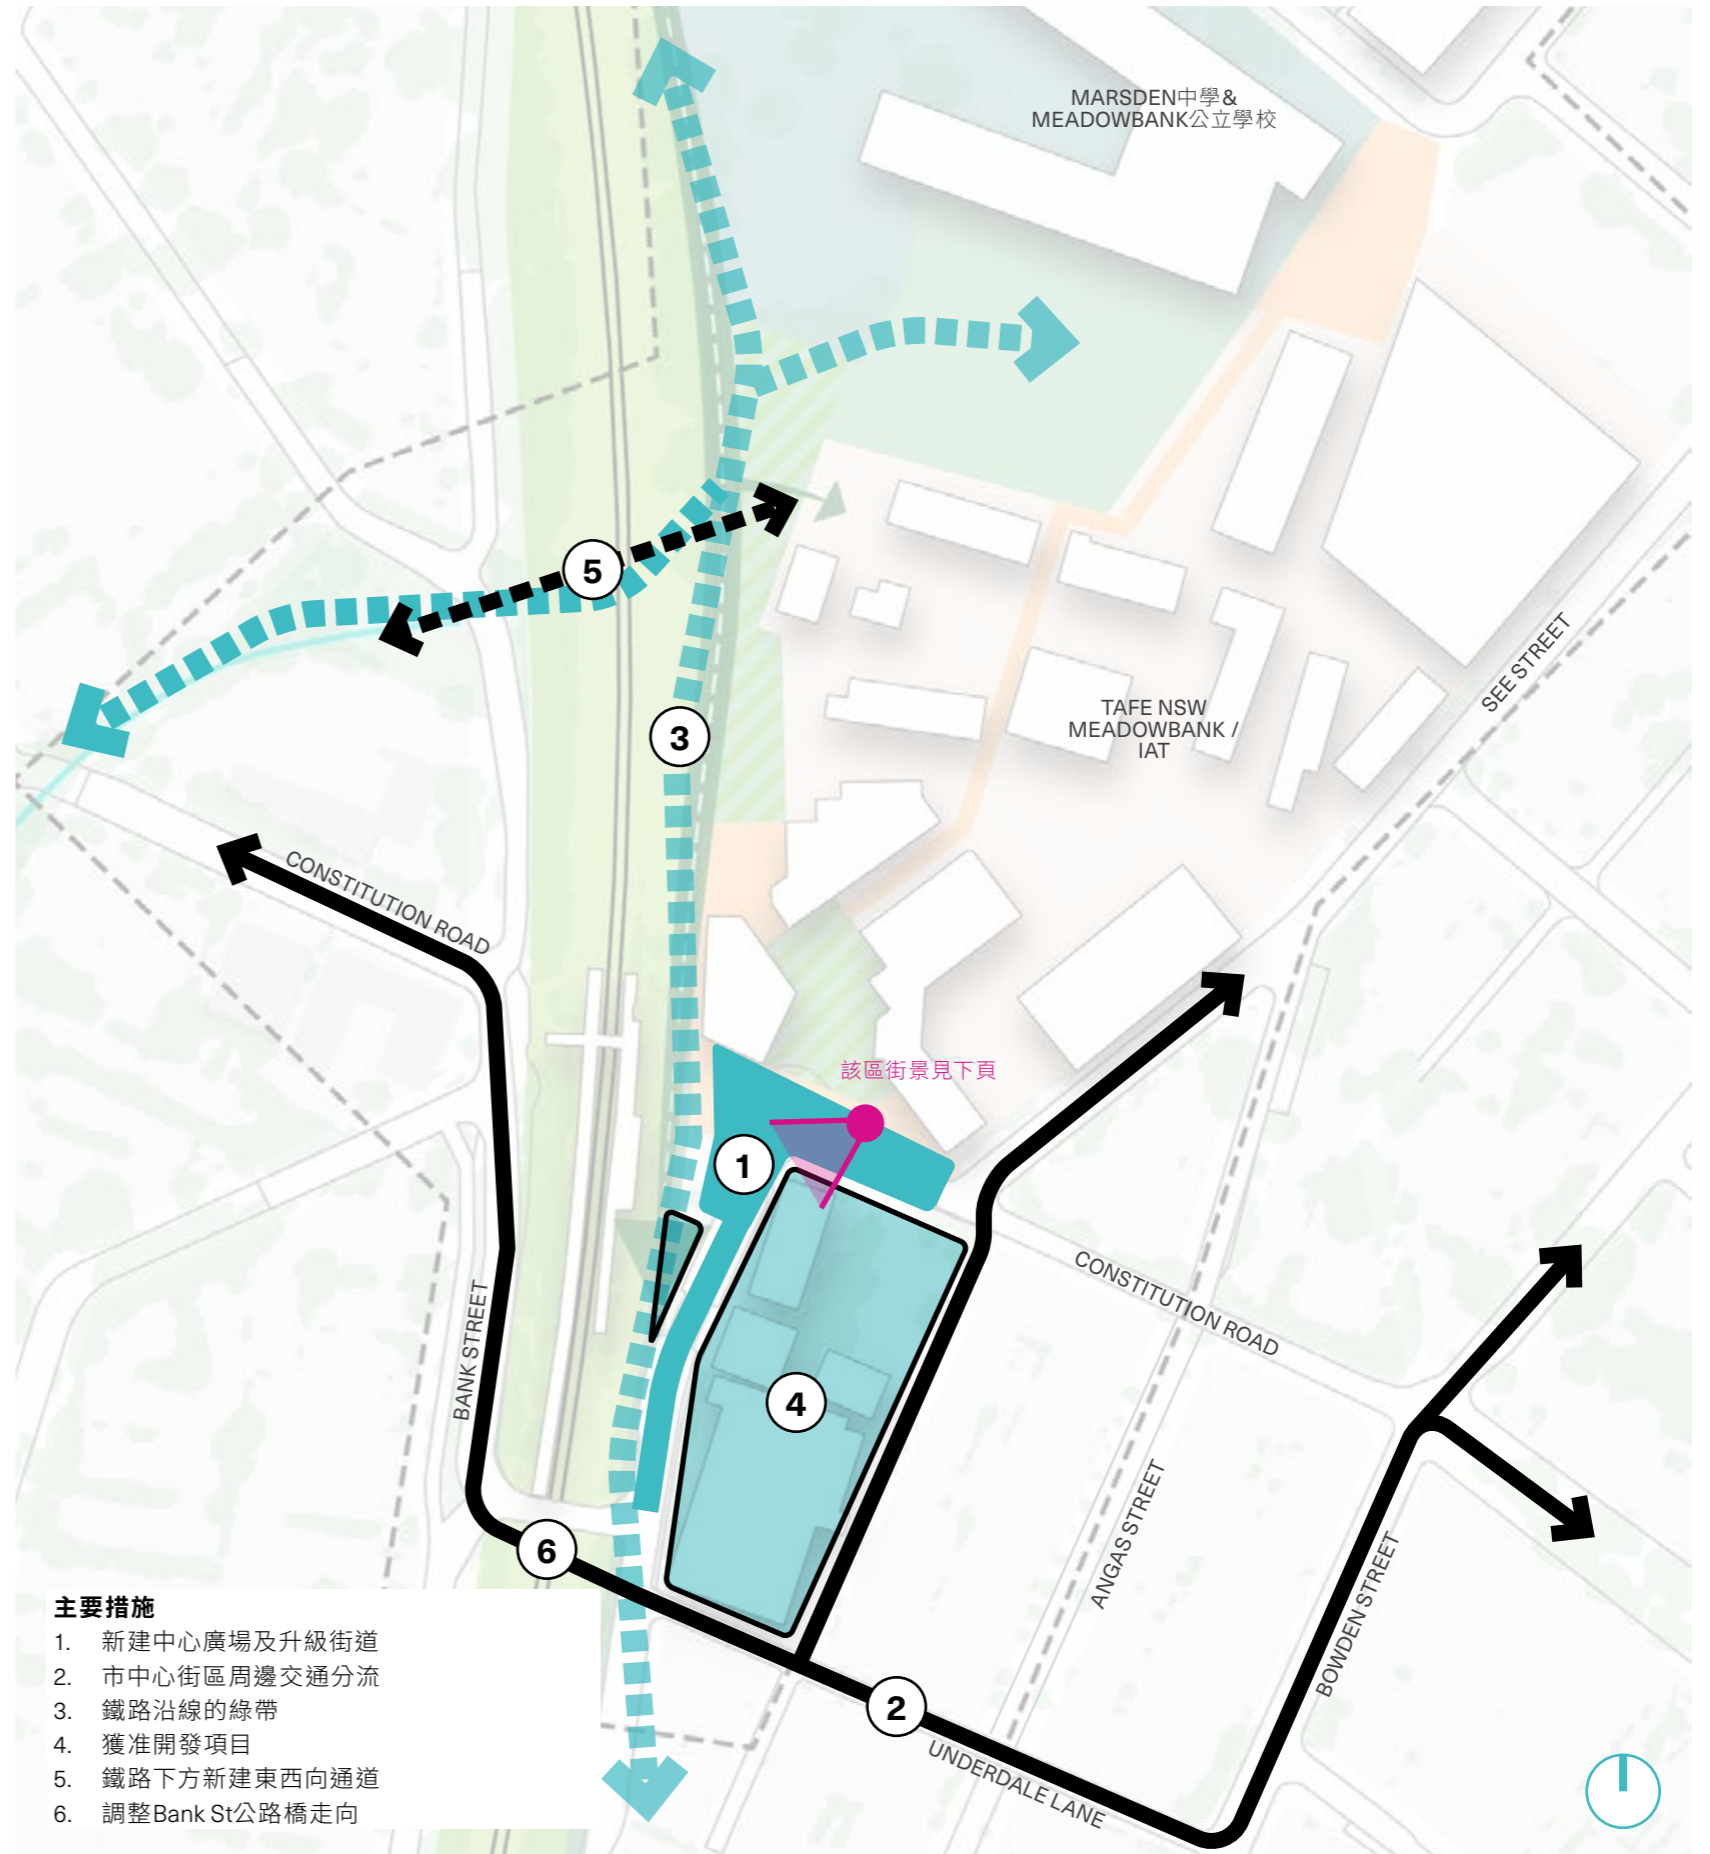 MARSDEN中學&
MEADOWBANK公立學校
5
SEE STREET
3
TAFE NSW
MEADOWBANK /
IAT
CONSTITUTION ROAD
該區街景見下頁
1
CONSTITUTION ROAD
BANK STREET
4
ANGAS STREET
6
BOWDEN STREET
2
UNDERDALE LANE
主要措施
1. 新建中心廣場及升級街道
2. 市中心街區周邊交通分流
3. 鐵路沿線的綠帶
4. 獲准開發項目
5. 鐵路下方新建東西向通道
6. 調整Bank St公路橋走向